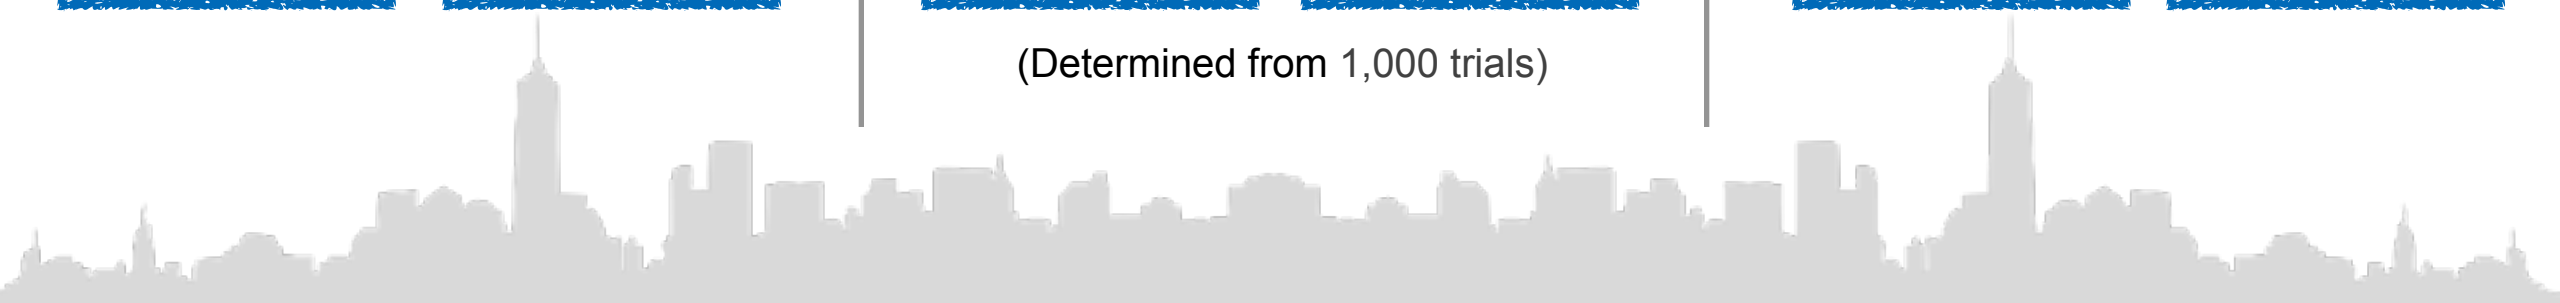 (Determined from 1,000 trials)